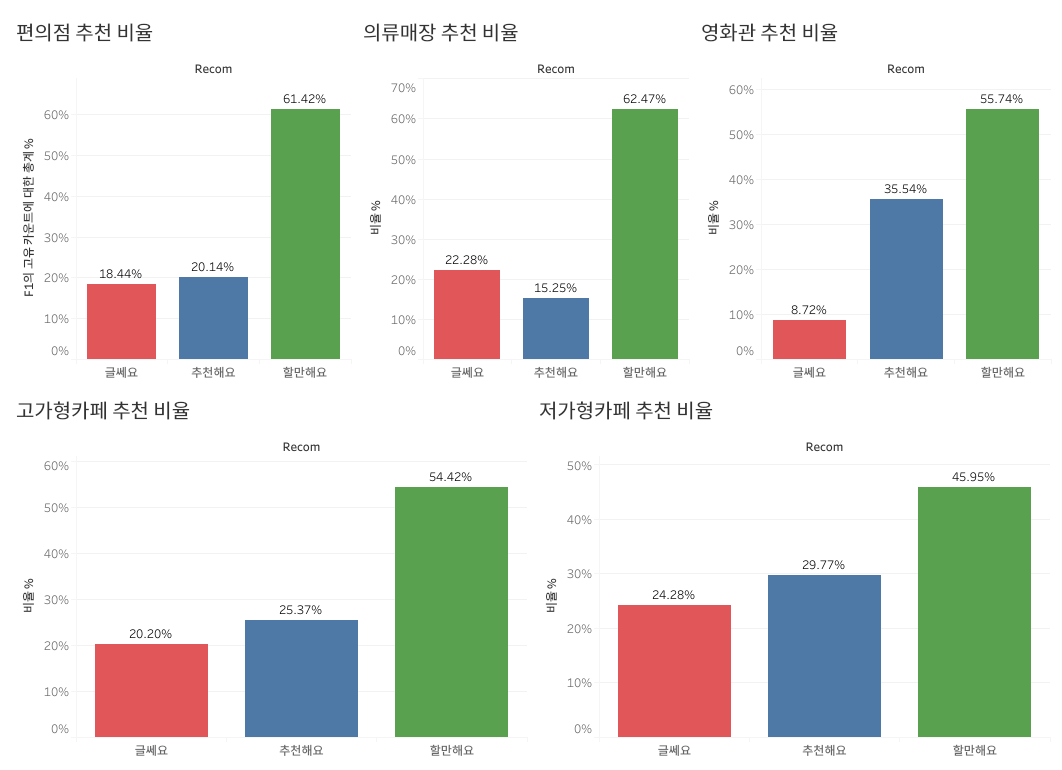 편의점 추천 비율
Recom
F1의 고유 카운트에 대한 총계 %
60%
50%
40%
30%
20%
10%
0%
61.42%
20.14%
18.44%
글쎄요 추천해요 할만해요
의류매장 추천 비율
Recom
비율 %
70%
60%
50%
40%
30%
20%
10%
0%
62.47%
22.28%
15.25%
글쎄요 추천해요 할만해요
영화관 추천 비율
Recom
비율 %
60%
50%
40%
30%
20%
10%
0%
55.74%
35.54%
8.72%
글쎄요 추천해요 할만해요
고가형카페 추천 비율
Recom
비율 %
60%
50%
40%
30%
20%
10%
0%
54.42%
25.37%
20.20%
글쎄요 추천해요 할만해요
저가형카페 추천 비율
Recom
비율 %
50%
40%
30%
20%
10%
0%
45.95%
29.77%
24.28%
글쎄요 추천해요 할만해요